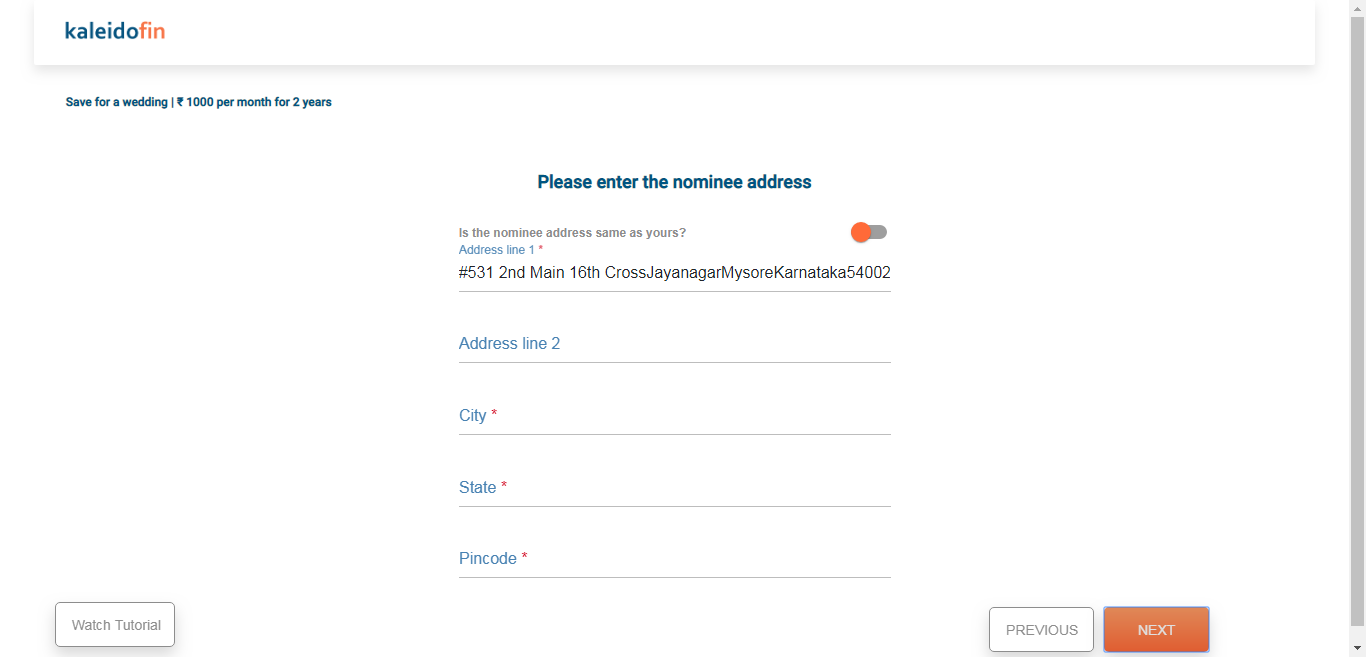 kaleidofin
Save for a wedding | ₹ 1000 per month for 2 years
Please enter the nominee address
Is the nominee address same as yours?
Address line 1 *
#531 2nd Main 16th CrossJayanagarMysoreKarnataka54002
Address line 2
City *
State *
Pincode *
Watch Tutorial
PREVIOUS
NEXT